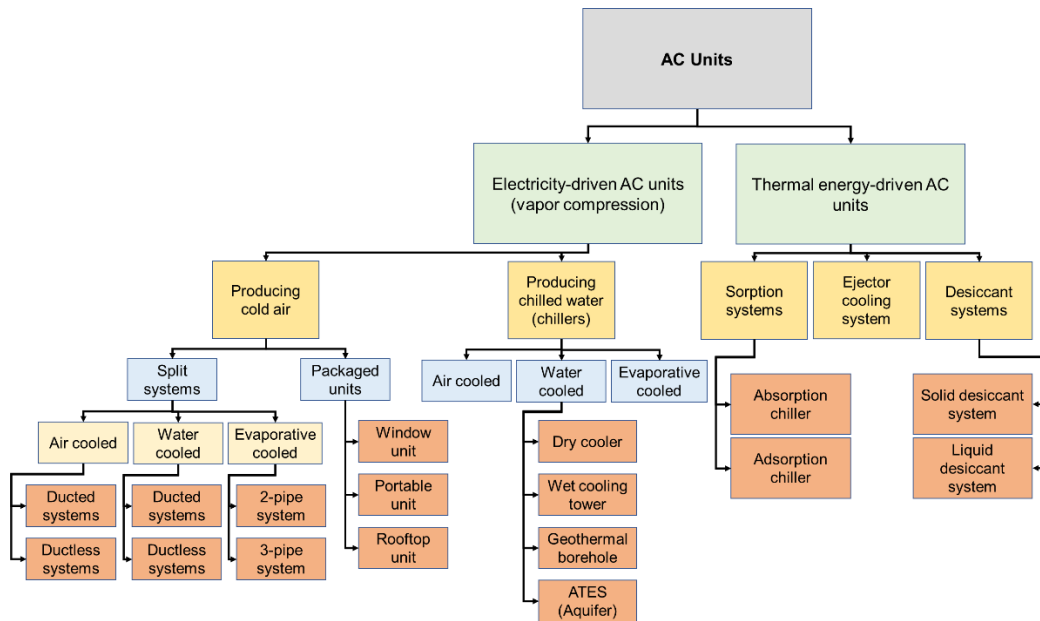 AC Units
Electricity-driven AC units
(vapor compression)
Thermal energy-driven AC
units
Producing
cold air
Producing
chilled water
(chillers)
Sorption
systems
Ejector
cooling
system
Desiccant
systems
Split
systems
Packaged
units
Air cooled
Water
cooled
Evaporative
cooled
Air cooled
Water
cooled
Evaporative
cooled
Window
unit
Portable
unit
Rooftop
unit
Dry cooler
Wet cooling
tower
Geothermal
borehole
ATES
(Aquifer)
Absorption
chiller
Adsorption
chiller
Solid desiccant
system
Liquid
desiccant
system
Ducted
systems
Ducted
systems
2-pipe
system
Ductless
systems
Ductless
systems
3-pipe
system